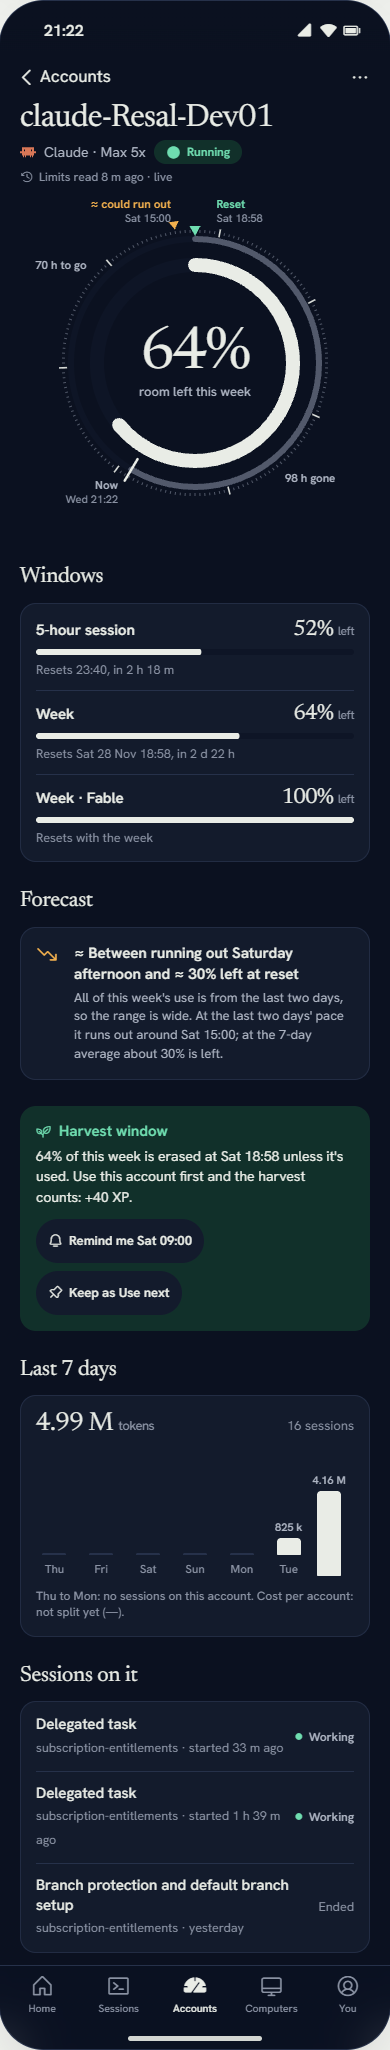 21:22
Accounts
claude-Resal-Dev01
Claude · Max 5x Running
Limits read 8 m ago · live
≈ could run out
Sat 15:00
Reset
Sat 18:58
70 h to go
64%
room left this week
98 h gone
Now
Wed 21:22
Windows
5-hour session 52% left
Resets 23:40, in 2 h 18 m
Week 64% left
Resets Sat 28 Nov 18:58, in 2 d 22 h
Week · Fable 100% left
Resets with the week
Forecast
≈ Between running out Saturday
afternoon and ≈ 30% left at reset
All of this week's use is from the last two days,
so the range is wide. At the last two days' pace
it runs out around Sat 15:00; at the 7-day
average about 30% is left.
Harvest window
64% of this week is erased at Sat 18:58 unless it's
used. Use this account first and the harvest
counts: +40 XP.
Remind me Sat 09:00
Keep as Use next
Last 7 days
4.99 M tokens 16 sessions
4.16 M
825 k
Thu Fri Sat Sun Mon Tue
Thu to Mon: no sessions on this account. Cost per account:
not split yet (—).
Sessions on it
Delegated task
subscription-entitlements · started 33 m ago
Working
Delegated task
subscription-entitlements · started 1 h 39 m
ago
Working
Branch protection and default branch
setup
subscription-entitlements · yesterday
Ended
Home Sessions Accounts Computers You